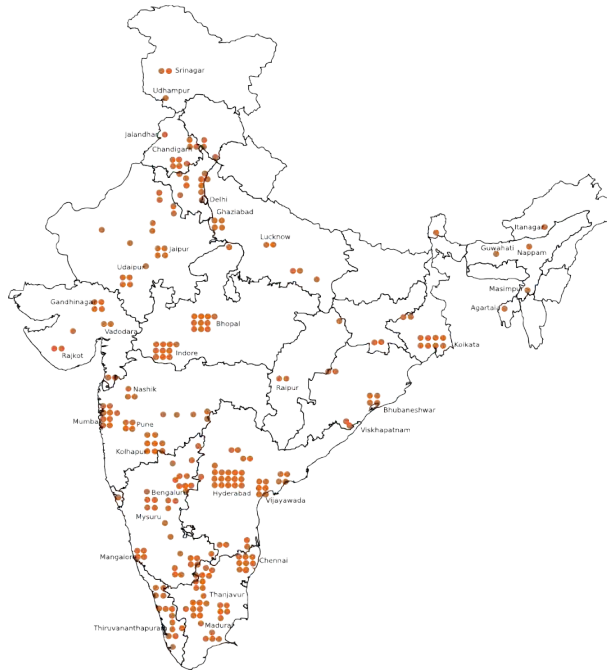 Srinagar
Udhampur
Jalandhar
Chandigarh
Delhi
Ghaziabad
Itanagar
Lucknow
Guwahati
Nappam
Jaipur
Udaipur
Masimpur
Gandhinagar
Agartala
Bhopal
Vadodara
Koikata
Indore
Rajkot
Raipur
Nashik
Bhubaneshwar
Mumbai
Pune
Viskhapatnam
Kolhapur
Bengaluru
Hyderabad
Vijayawada
Mysuru
Mangalore
Chennai
Thanjavur
Thiruvananthapuram
Madurai